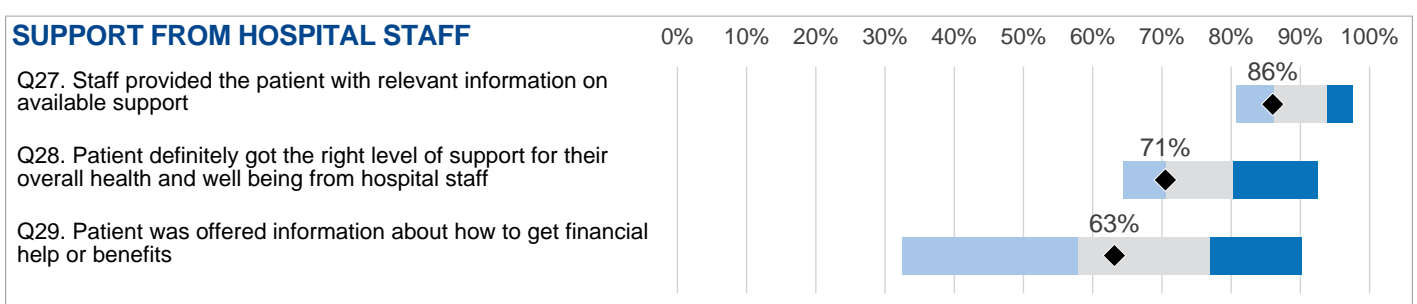 SUPPORT FROM HOSPITAL STAFF 0% 10% 20% 30% 40% 50% 60% 70% 80% 90% 100%
Q27. Staff provided the patient with relevant information on
available support
86%
Q28. Patient definitely got the right level of support for their
overall health and well being from hospital staff
71%
Q29. Patient was offered information about how to get financial
help or benefits
63%